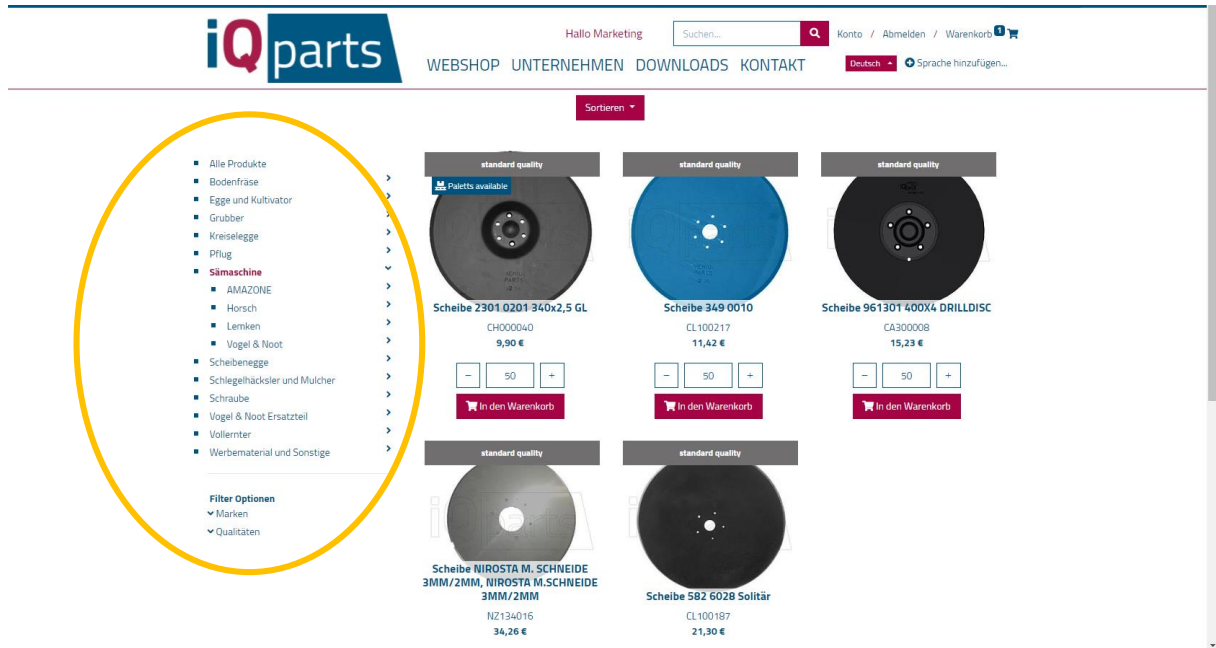 iQparts
Hallo Marketing
Suchen...
Konto / Abmelden / Warenkorb 1
WEBSHOP UNTERNEHMEN DOWNLOADS KONTAKT
Deutsch
Sprache hinzufügen...
Sortieren
Alle Produkte
Bodenfräse
Egge und Kultivator
Grubber
Kreiselegge
Pflug
Sämaschine
AMAZONE
Horsch
Lemken
Vogel & Noot
Scheibenegge
Schlegelhäcksler und Mulcher
Schraube
Vogel & Noot Ersatzteil
Vollernter
Werbematerial und Sonstige
Filter Optionen
Marken
Qualitäten
standard quality
Paletts available
Scheibe 2301 0201 340x2,5 GL
CH000040
9,90 €
- 50 +
In den Warenkorb
standard quality
Scheibe 349 0010
CL100217
11,42 €
- 50 +
In den Warenkorb
standard quality
Scheibe 961301 400X4 DRILLDISC
CA300008
15,23 €
- 50 +
In den Warenkorb
standard quality
iQparts
Scheibe NIROSTA M. SCHNEIDE
3MM/2MM, NIROSTA M.SCHNEIDE
3MM/2MM
NZ134016
34,26 €
standard quality
Scheibe 582 6028 Solitär
CL100187
21,30 €